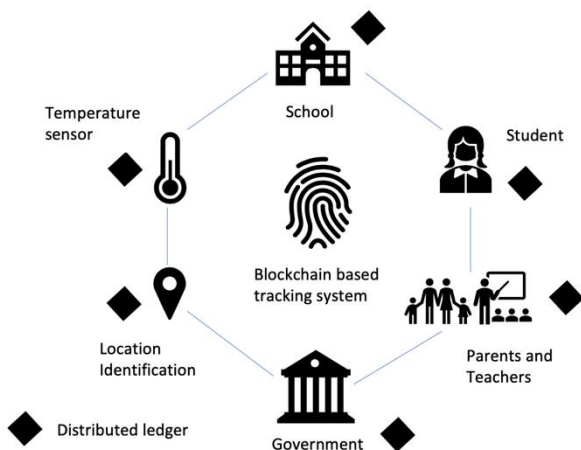 School
Temperature
sensor
Student
Blockchain based
tracking system
Location
Identification
Parents and
Teachers
Distributed ledger
Government